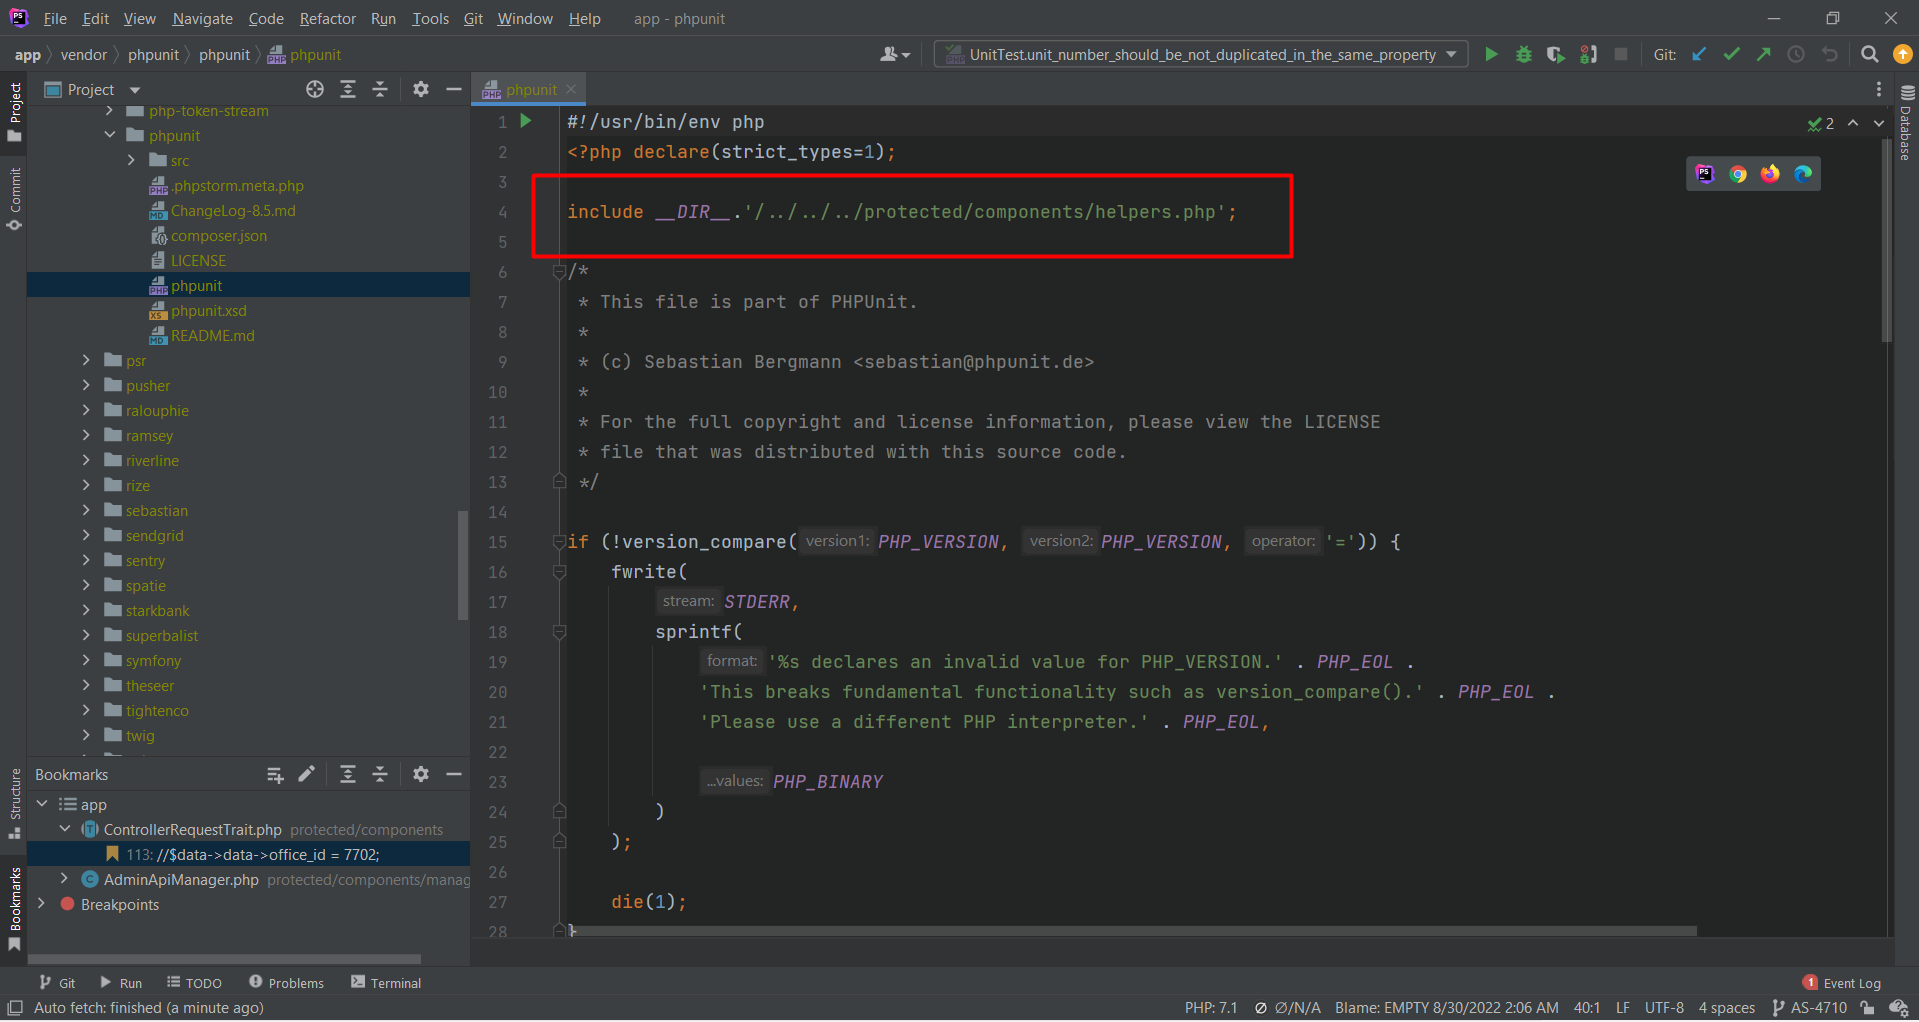 File Edit View Navigate Code Refactor Run Tools Git Window Help app - phpunit
app vendor phpunit phpunit phpunit
UnitTest.unit_number_should_be_not_duplicated_in_the_same_property
Git:
Project
phpunit
php-token-stream
phpunit
src
.phpstorm.meta.php
ChangeLog-8.5.md
composer.json
LICENSE
phpunit
phpunit.xsd
README.md
psr
pusher
ralouphie
ramsey
riverline
rize
sebastian
sendgrid
sentry
spatie
starkbank
superbalist
symfony
theseer
tightenco
twig
Project
Commit
Structure
Bookmarks
Database
2
1 #!/usr/bin/env php
2 <?php declare(strict_types=1);
3
4 include __DIR__.'/../../../protected/components/helpers.php';
5
6 /*
7 * This file is part of PHPUnit.
8 *
9 * (c) Sebastian Bergmann <sebastian@phpunit.de>
10 *
11 * For the full copyright and license information, please view the LICENSE
12 * file that was distributed with this source code.
13 */
14
15 if (!version_compare( version1: PHP_VERSION, version2: PHP_VERSION, operator: '=')) {
16 fwrite(
17 stream: STDERR,
18 sprintf(
19 format: '%s declares an invalid value for PHP_VERSION.' . PHP_EOL .
20 'This breaks fundamental functionality such as version_compare().' . PHP_EOL .
21 'Please use a different PHP interpreter.' . PHP_EOL,
22
23 ...values: PHP_BINARY
24 )
25 );
26
27 die(1);
28 }
Bookmarks
app
ControllerRequestTrait.php protected/components
113: //$data->data->office_id = 7702;
AdminApiManager.php protected/components/manag
Breakpoints
Git Run TODO Problems Terminal
1 Event Log
Auto fetch: finished (a minute ago)
PHP: 7.1 Ø/N/A Blame: EMPTY 8/30/2022 2:06 AM 40:1 LF UTF-8 4 spaces AS-4710